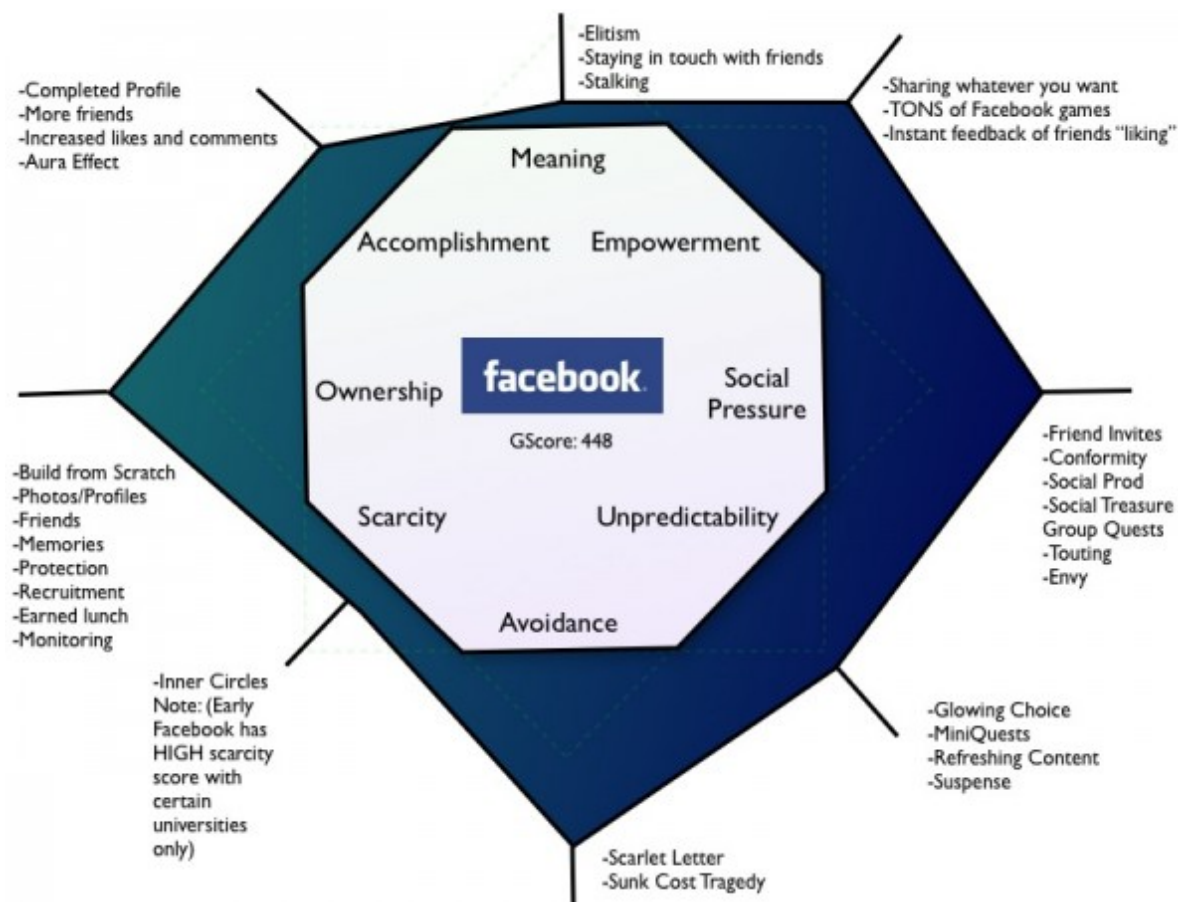 -Elitism
-Staying in touch with friends
-Stalking
-Completed Profile
-More friends
-Increased likes and comments
-Aura Effect
-Sharing whatever you want
-TONS of Facebook games
-Instant feedback of friends “liking”
Meaning
Accomplishment
Empowerment
Ownership
facebook.
Social
Pressure
GScore: 448
Scarcity
Unpredictability
Avoidance
-Build from Scratch
-Photos/Profiles
-Friends
-Memories
-Protection
-Recruitment
-Earned lunch
-Monitoring
-Friend Invites
-Conformity
-Social Prod
-Social Treasure
Group Quests
-Touting
-Envy
-Inner Circles
Note: (Early
Facebook has
HIGH scarcity
score with
certain
universities
only)
-Glowing Choice
-MiniQuests
-Refreshing Content
-Suspense
-Scarlet Letter
-Sunk Cost Tragedy